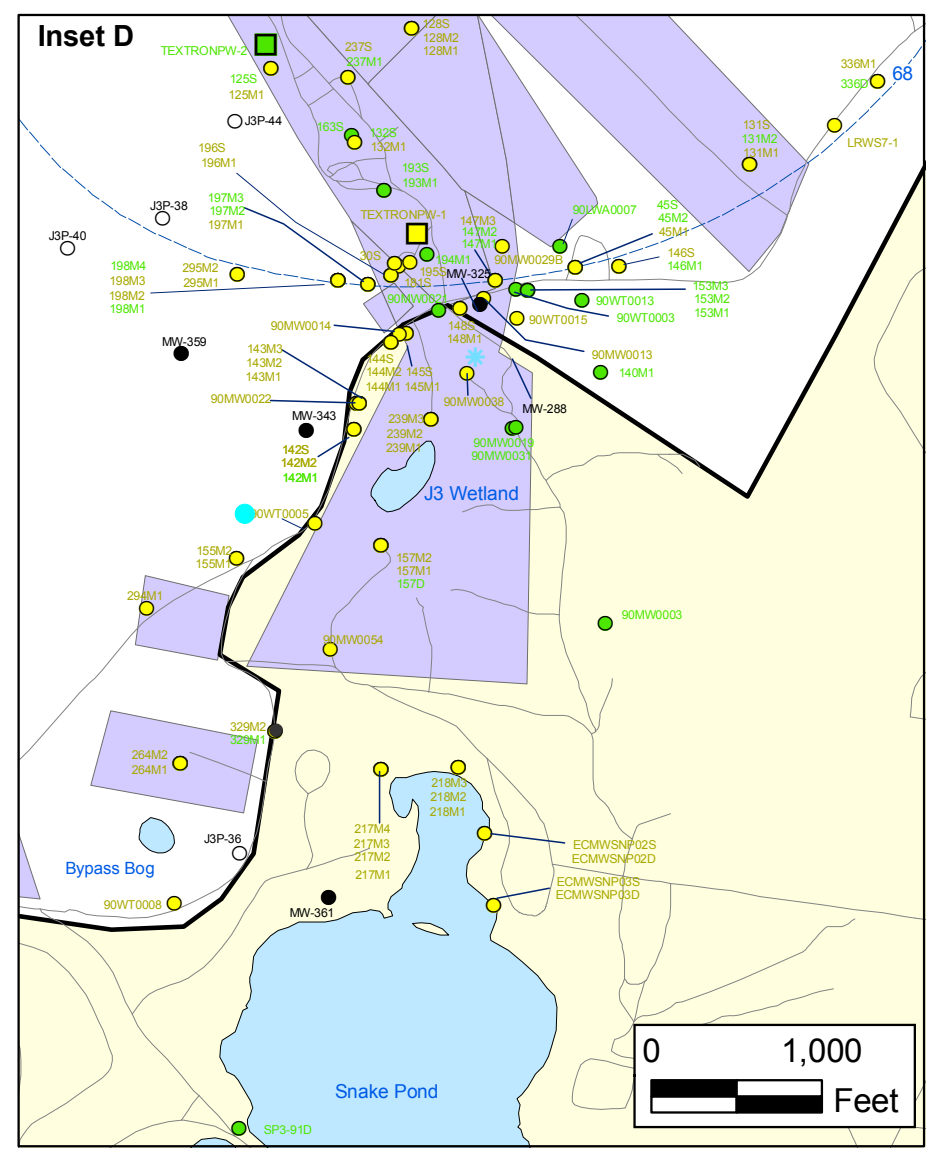 Inset D
128S
128M2
128M1
TEXTRONPW-2
237S
237M1
336M1
336D
68
125S
125M1
J3P-44
163S
132S
132M1
131S
131M2
131M1
LRWS7-1
196S
196M1
193S
193M1
197M3
197M2
197M1
J3P-38
TEXTRONPW-1
147M3
147M2
147M1
90LWA0007
45S
45M2
45M1
J3P-40
198M4
198M3
198M2
198M1
295M2
295M1
30S
194M1
195S
181S
90MW0029B
MW-325
146S
146M1
90MW0021
153M3
153M2
153M1
90WT0013
90WT0003
90WT0015
90MW0014
148S
148M1
MW-359
143M3
143M2
143M1
144S
144M2
144M1
145S
145M1
90MW0013
140M1
90MW0022
MW-343
90MW0038
MW-288
239M3
239M2
239M1
142S
142M2
142M1
90MW0019
90MW0031
J3 Wetland
90WT0005
155M2
155M1
157M2
157M1
157D
294M1
90MW0003
90MW0054
329M2
329M1
264M2
264M1
218M3
218M2
218M1
217M4
217M3
217M2
217M1
J3P-36
ECMWSNP02S
ECMWSNP02D
Bypass Bog
ECMWSNP03S
ECMWSNP03D
90WT0008
MW-361
0 1,000
Feet
Snake Pond
SP3-91D